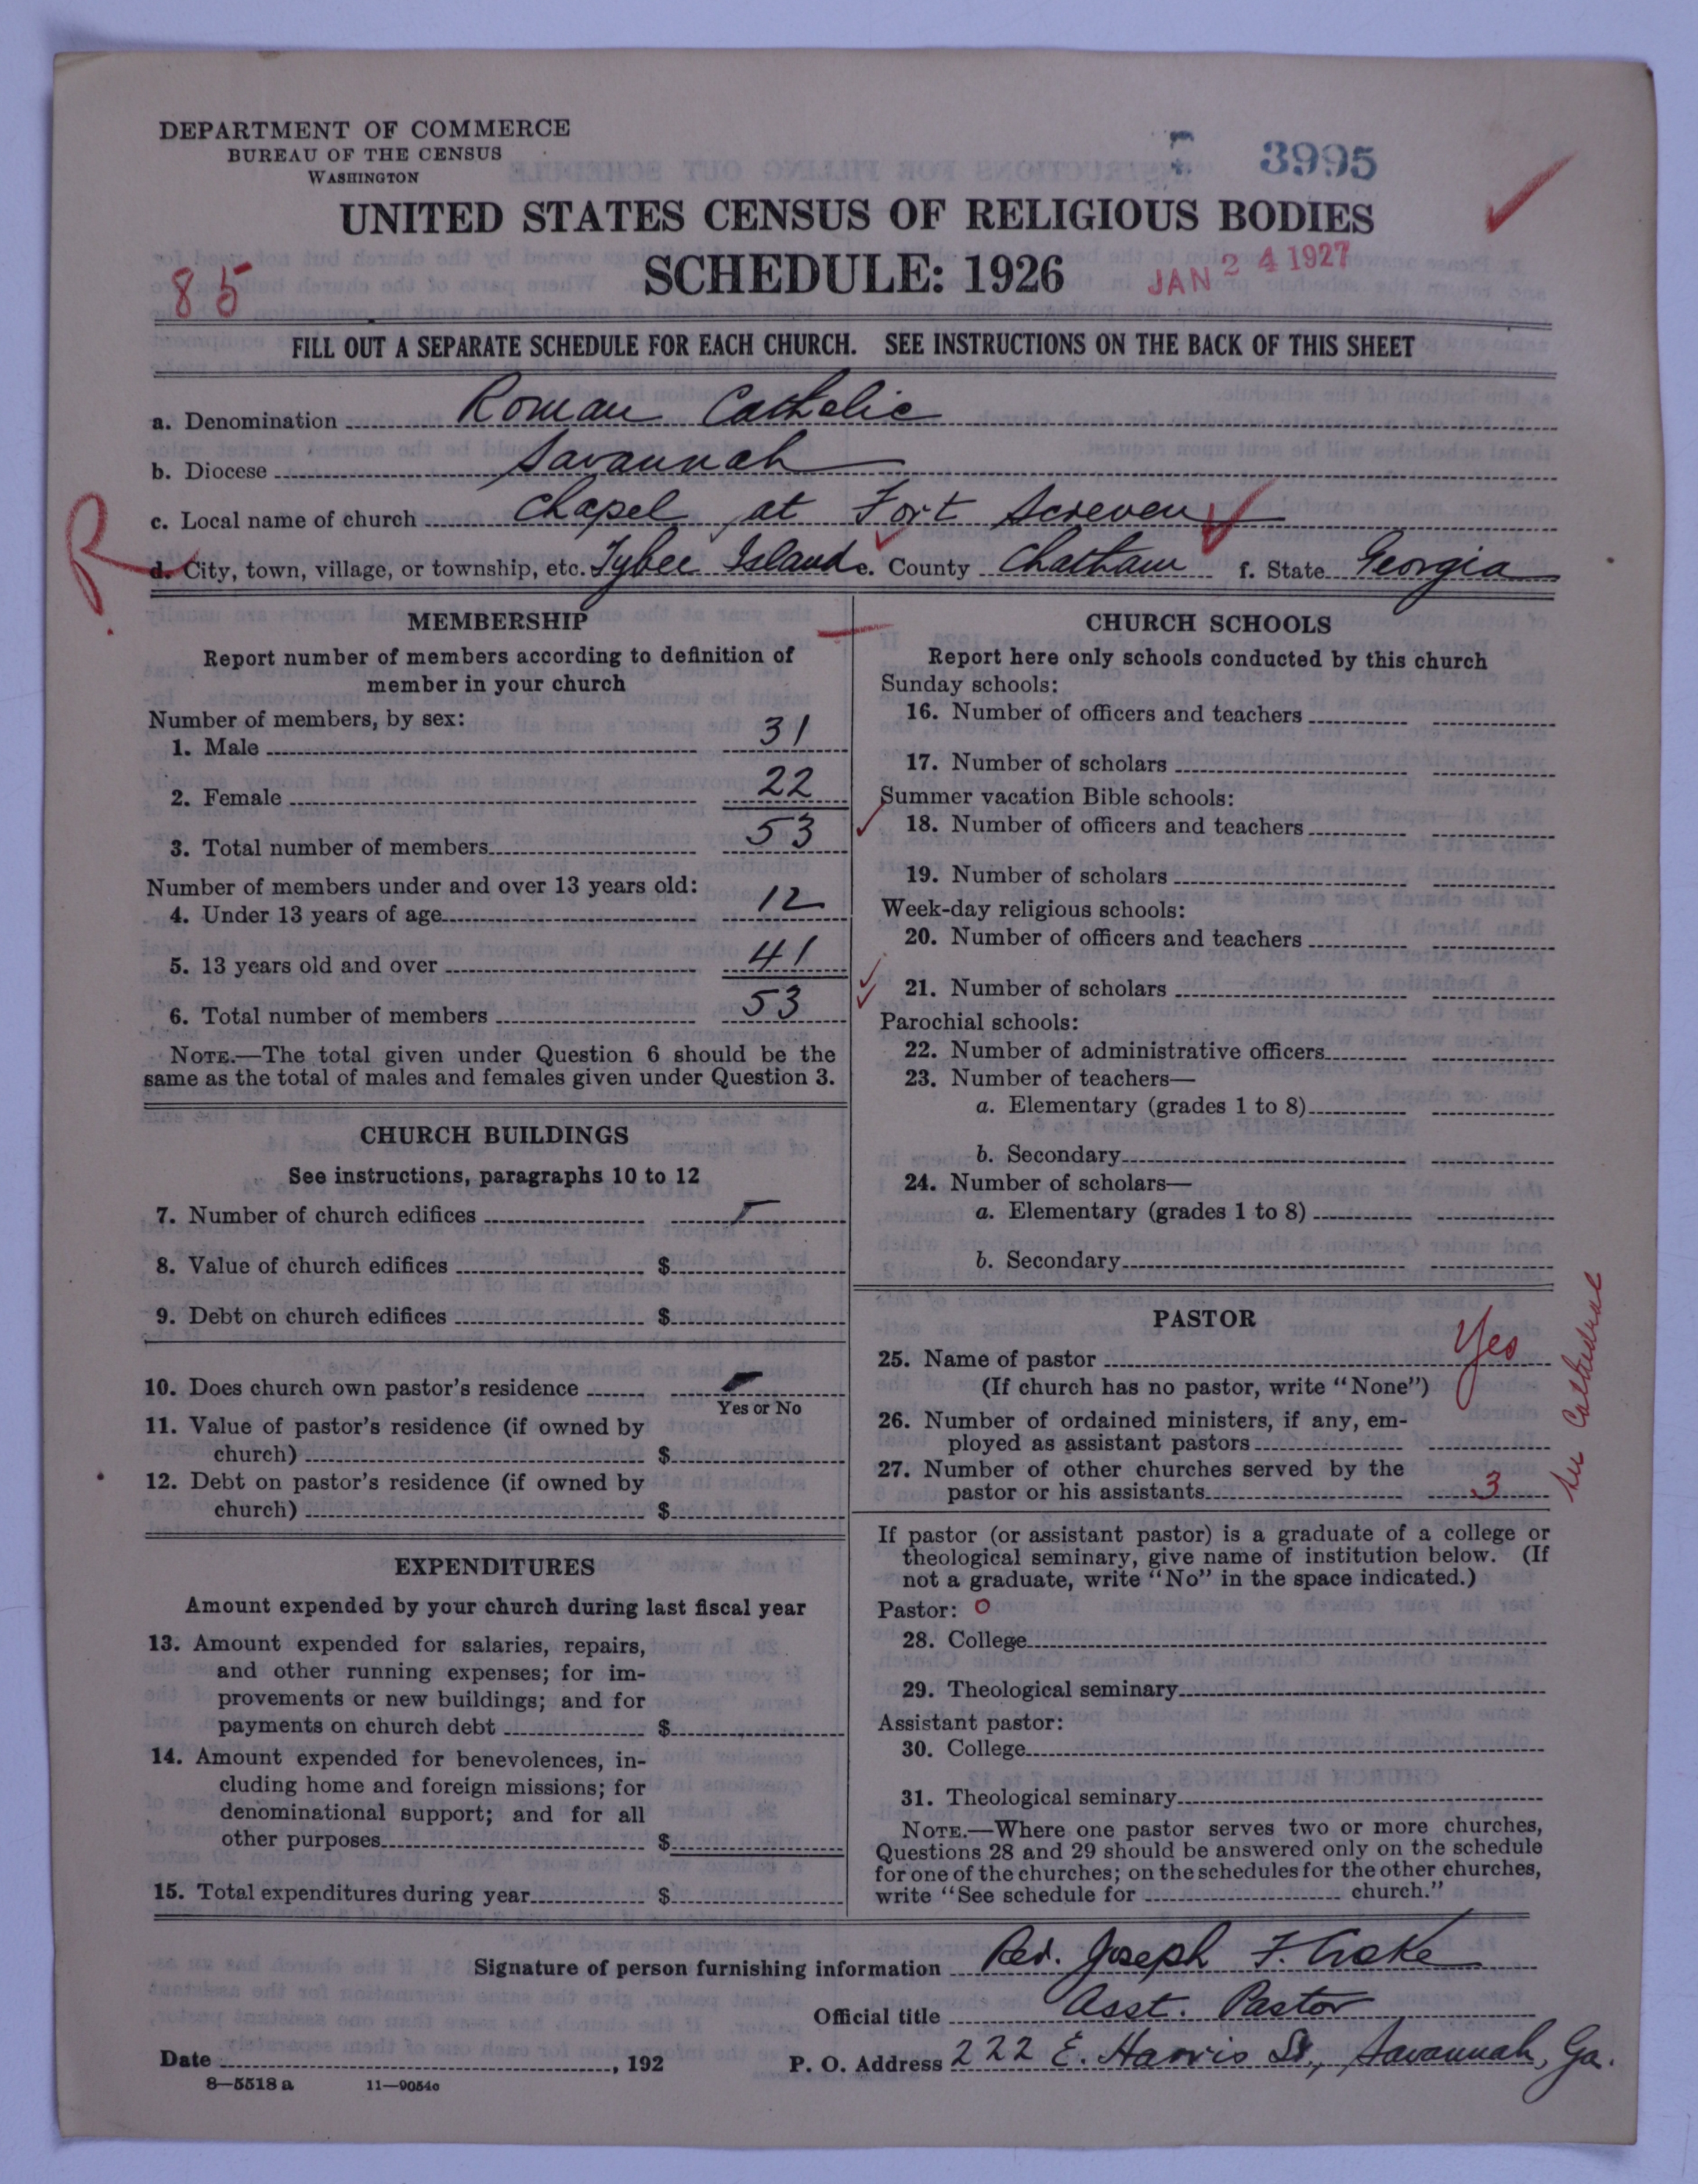 DEPARTMENT OF COMMERCE
BUREAU OF THE CENSUS
WASHINGTON
3995
UNITED STATES CENSUS OF RELIGIOUS BODIES
SCHEDULE: 1926
JAN 24 1927
85
FILL OUT A SEPARATE SCHEDULE FOR EACH CHURCH. SEE INSTRUCTIONS ON THE BACK OF THIS SHEET
a. Denomination Roman Catholic
b. Diocese Savannah
c. Local name of church Chapel at Fort Screven
R
d. City, town, village, or township, etc. Tybee Island e. County Chatham f. State Georgia
MEMBERSHIP
Report number of members according to definition of
member in your church
Number of members, by sex:
1. Male 31
2. Female 22
3. Total number of members 53
Number of members under and over 13 years old:
4. Under 13 years of age 12
5. 13 years old and over 41
6. Total number of members 53
NOTE.—The total given under Question 6 should be the
same as the total of males and females given under Question 3.
CHURCH BUILDINGS
See instructions, paragraphs 10 to 12
7. Number of church edifices
8. Value of church edifices $
9. Debt on church edifices $
10. Does church own pastor's residence
Yes or No
11. Value of pastor's residence (if owned by
church) $
12. Debt on pastor's residence (if owned by
church) $
EXPENDITURES
Amount expended by your church during last fiscal year
13. Amount expended for salaries, repairs,
and other running expenses; for im-
provements or new buildings; and for
payments on church debt $
14. Amount expended for benevolences, in-
cluding home and foreign missions; for
denominational support; and for all
other purposes $
15. Total expenditures during year $
CHURCH SCHOOLS
Report here only schools conducted by this church
Sunday schools:
16. Number of officers and teachers
17. Number of scholars
Summer vacation Bible schools:
18. Number of officers and teachers
19. Number of scholars
Week-day religious schools:
20. Number of officers and teachers
21. Number of scholars
Parochial schools:
22. Number of administrative officers
23. Number of teachers—
a. Elementary (grades 1 to 8)
b. Secondary
24. Number of scholars—
a. Elementary (grades 1 to 8)
b. Secondary
PASTOR
25. Name of pastor Yes
(If church has no pastor, write "None")
26. Number of ordained ministers, if any, em-
ployed as assistant pastors
27. Number of other churches served by the
pastor or his assistants 3
See Cathedral
If pastor (or assistant pastor) is a graduate of a college or
theological seminary, give name of institution below. (If
not a graduate, write "No" in the space indicated.)
Pastor: O
28. College
29. Theological seminary
Assistant pastor:
30. College
31. Theological seminary
NOTE.—Where one pastor serves two or more churches,
Questions 28 and 29 should be answered only on the schedule
for one of the churches; on the schedules for the other churches,
write "See schedule for church."
Signature of person furnishing information Rev. Joseph F. Croke
Official title Asst. Pastor
Date , 192
P. O. Address 222 E. Harris St., Savannah, Ga.
8—5518 a 11—9054c